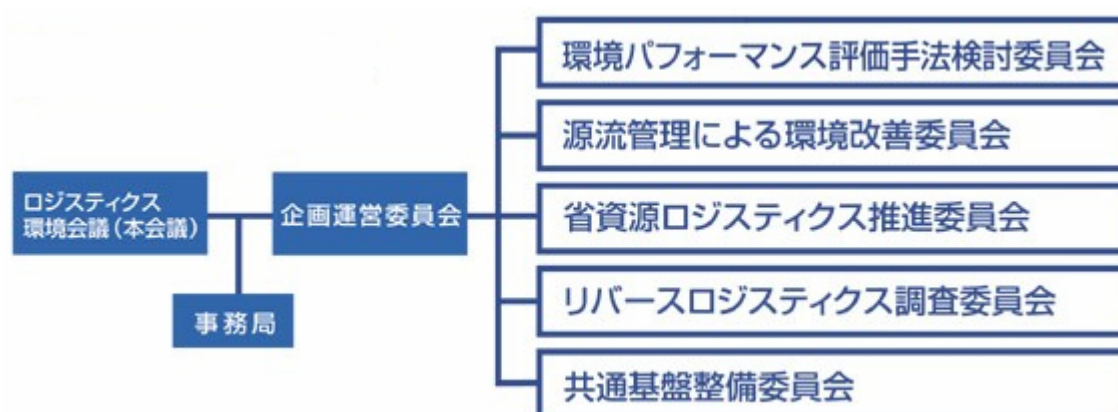 ロジスティクス
環境会議(本会議)
事務局
企画運営委員会
環境パフォーマンス評価手法検討委員会
源流管理による環境改善委員会
省資源ロジスティクス推進委員会
リバースロジスティクス調査委員会
共通基盤整備委員会